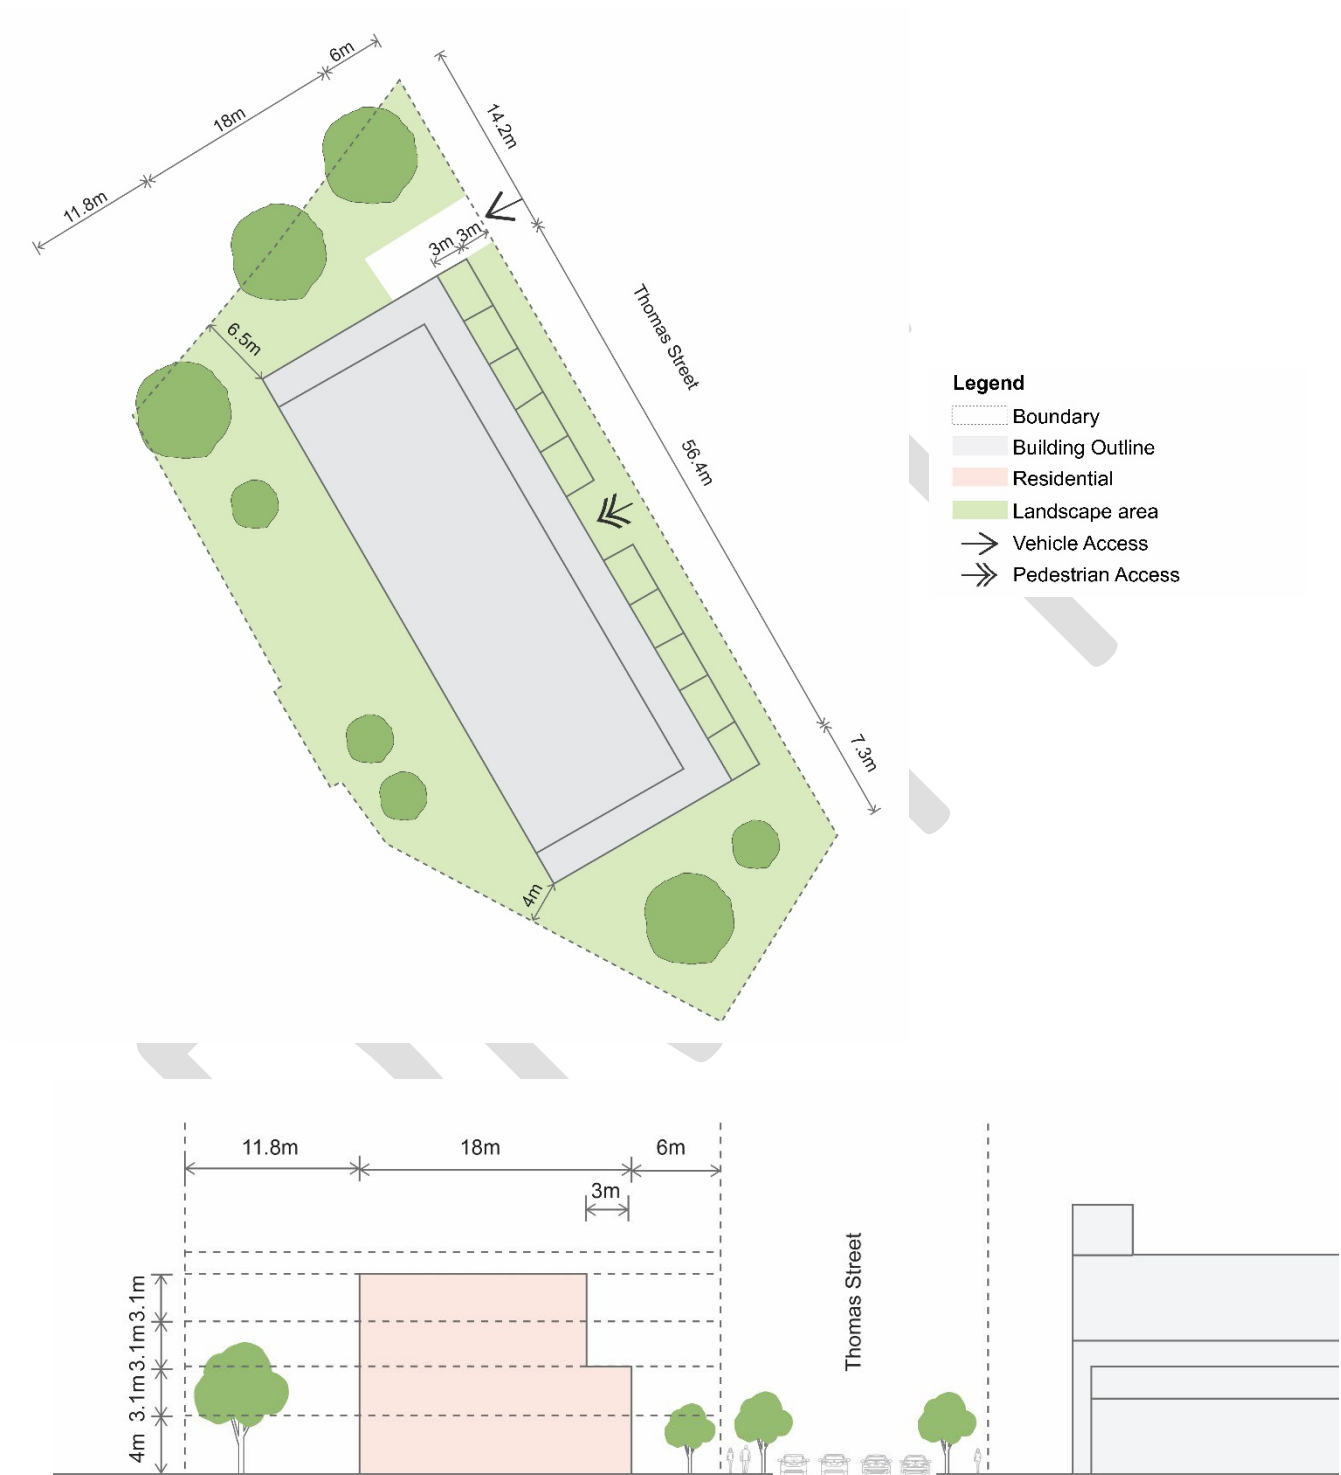 6m
18m
11.8m
14.2m
3m
3m
6.5m
Thomas Street
56.4m
7.3m
4m
Legend
Boundary
Building Outline
Residential
Landscape area
Vehicle Access
Pedestrian Access
11.8m
18m
6m
3m
3.1m
3.1m
3.1m
4m
Thomas Street